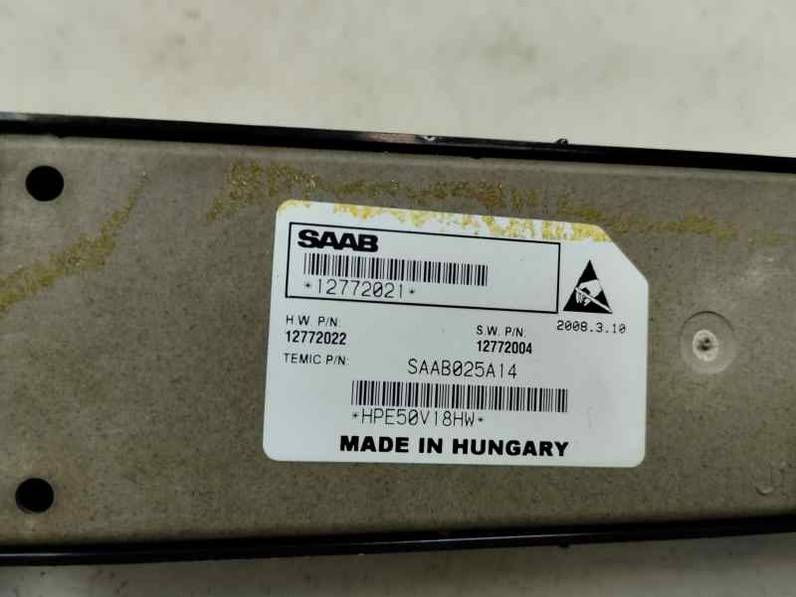 SAAB
*12772021*
2008.3.10
H.W. P/N:
12772022
S.W. P/N:
12772004
TEMIC P/N:
SAAB025A14
*HPE50V18HW*
MADE IN HUNGARY